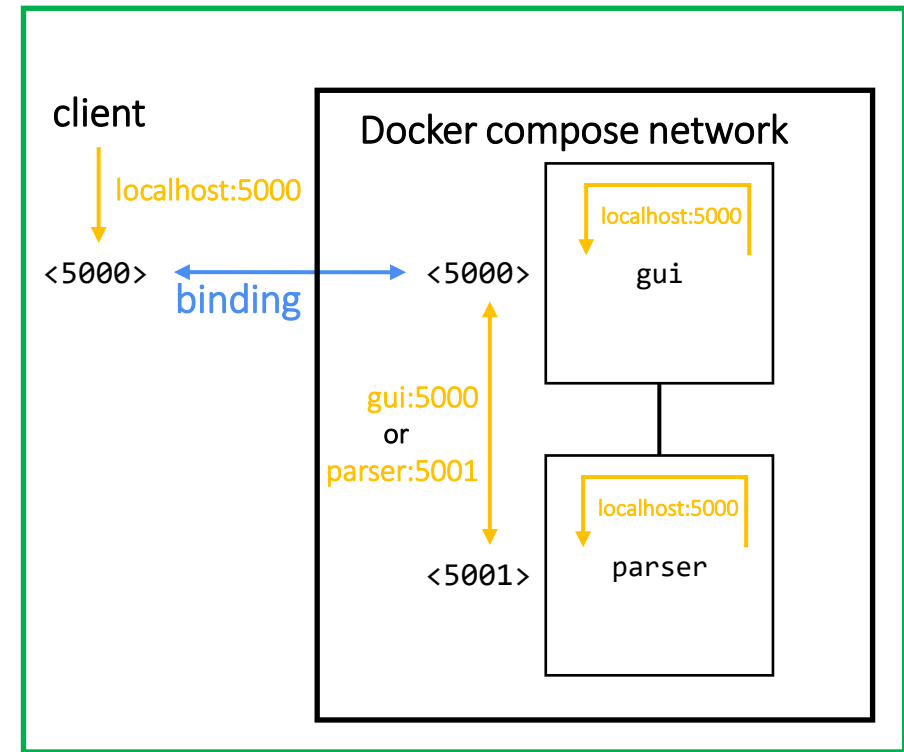 client
Docker compose network
localhost:5000
localhost:5000
<5000>
binding
<5000>
gui
gui:5000
or
parser:5001
localhost:5000
<5001>
parser